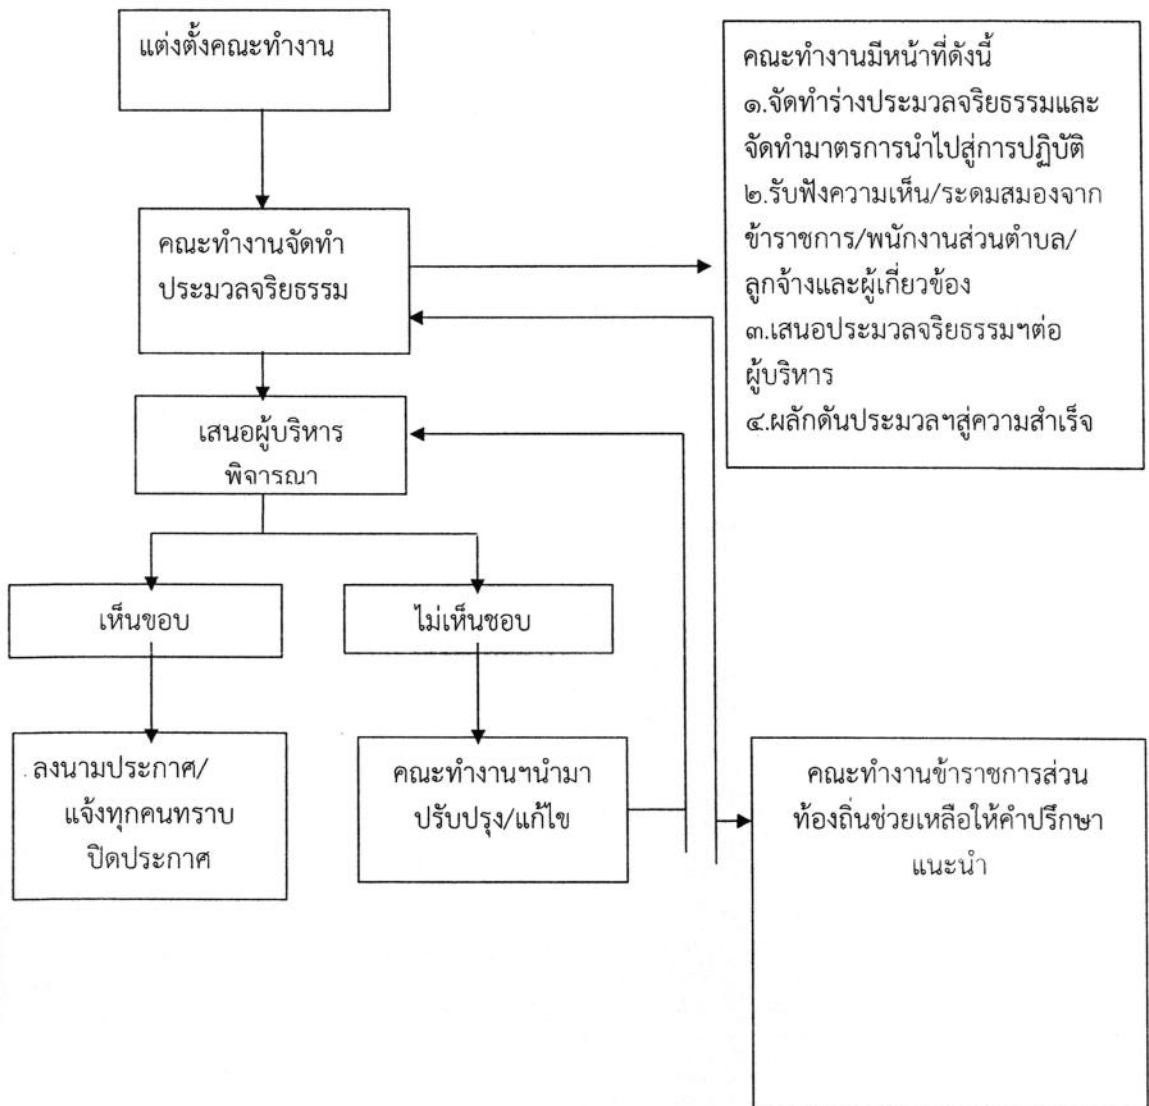 แต่งตั้งคณะทำงาน
คณะทำงานมีหน้าที่ดังนี้
๑.จัดทำร่างประมวลจริยธรรมและ
จัดทำมาตรการนำไปสู่การปฏิบัติ
๒.รับฟังความเห็น/ระดมสมองจาก
ข้าราชการ/พนักงานส่วนตำบล/
ลูกจ้างและผู้เกี่ยวข้อง
๓.เสนอประมวลจริยธรรมฯต่อ
ผู้บริหาร
๔.ผลักดันประมวลฯสู่ความสำเร็จ
คณะทำงานจัดทำ
ประมวลจริยธรรม
เสนอผู้บริหาร
พิจารณา
เห็นขอบ
ไม่เห็นชอบ
ลงนามประกาศ/
แจ้งทุกคนทราบ
ปิดประกาศ
คณะทำงานฯนำมา
ปรับปรุง/แก้ไข
คณะทำงานข้าราชการส่วน
ท้องถิ่นช่วยเหลือให้คำปรึกษา
แนะนำ